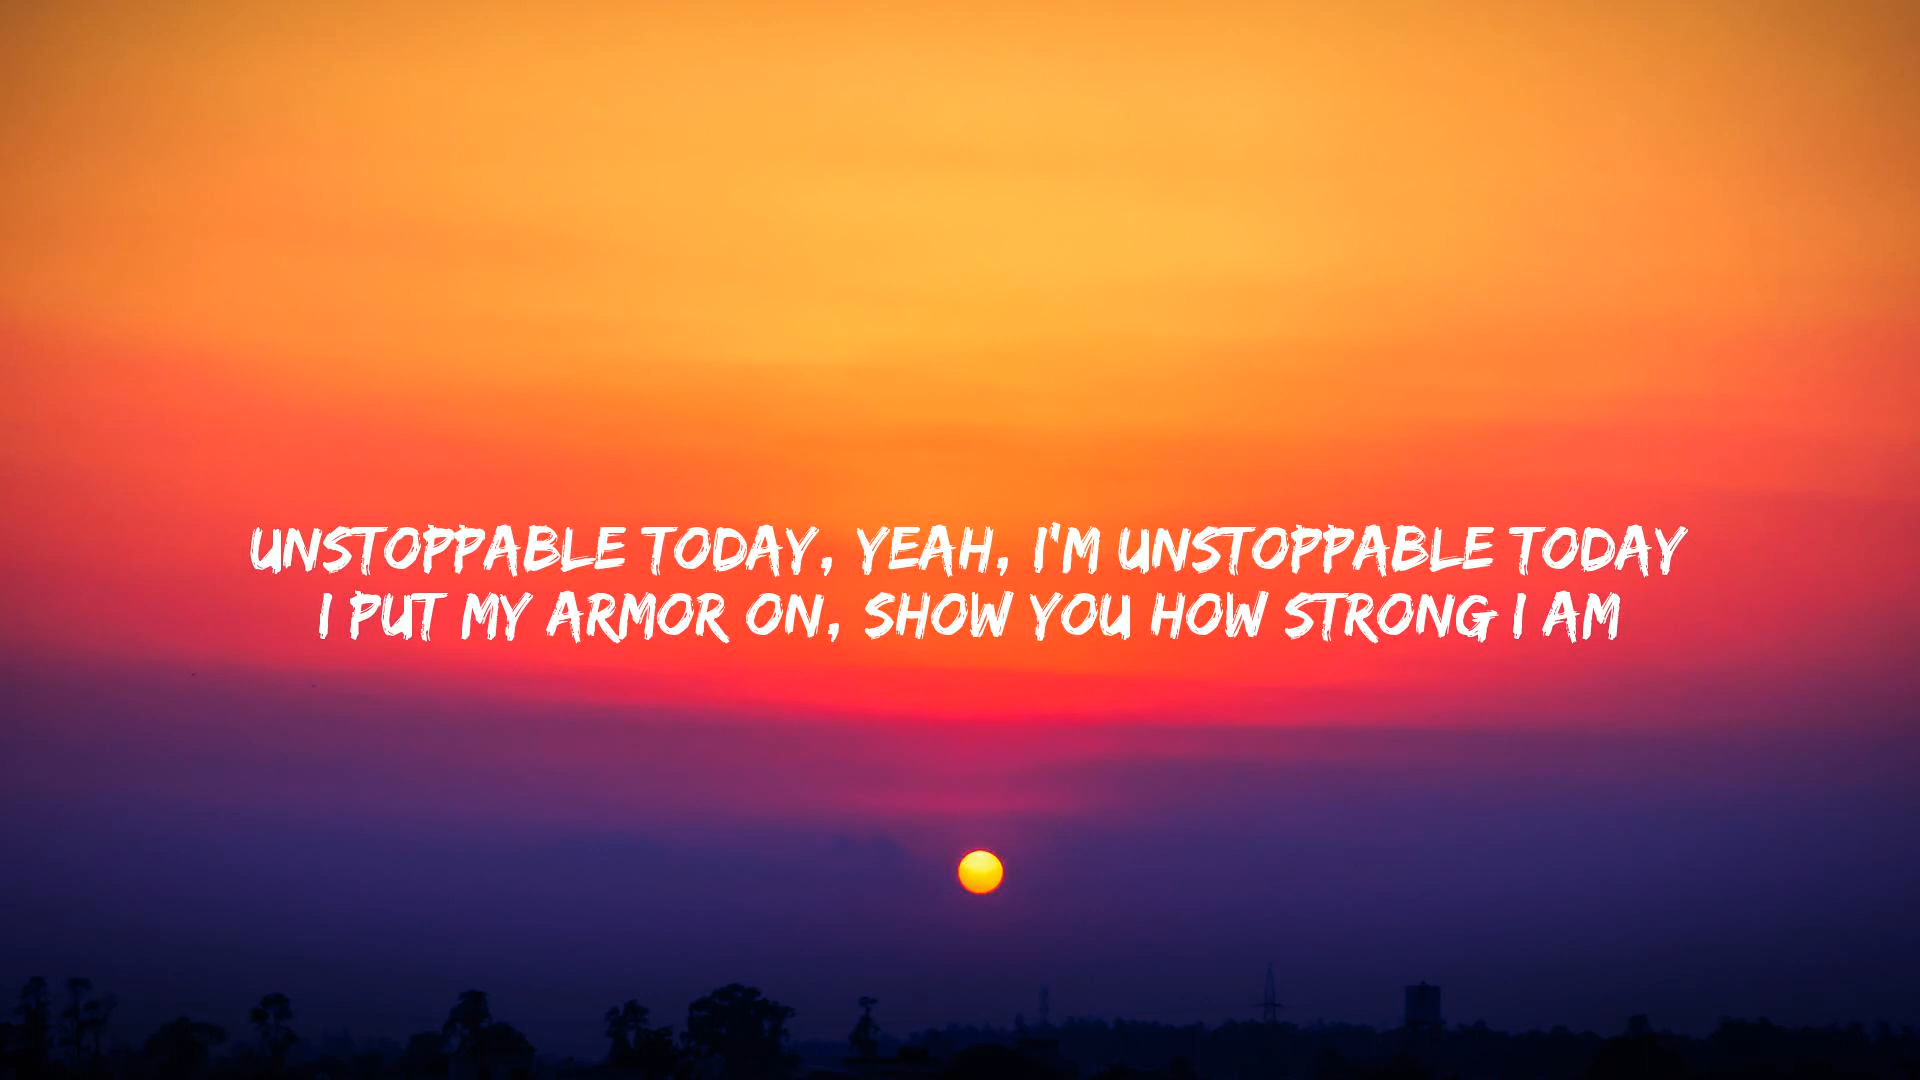 UNSTOPPABLE TODAY, YEAH, I'M UNSTOPPABLE TODAY
I PUT MY ARMOR ON, SHOW YOU HOW STRONG I AM